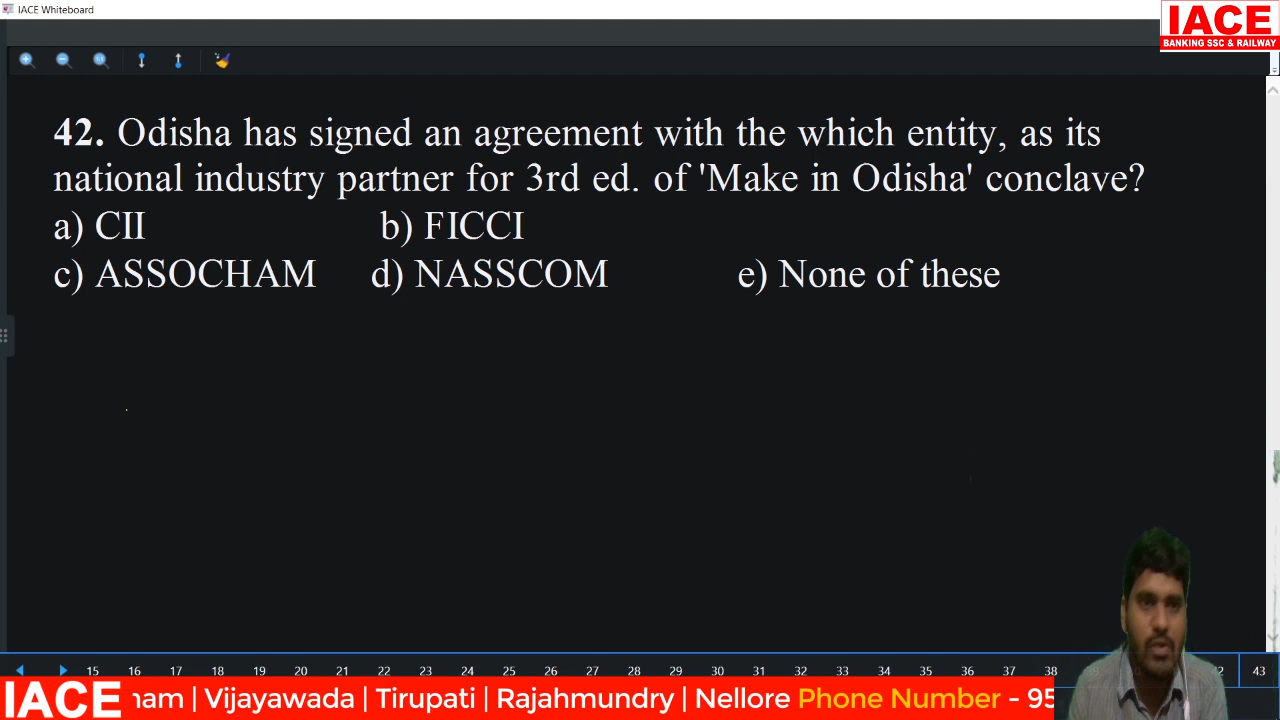 IACE Whiteboard
IACE
BANKING SSC & RAILWAY
42. Odisha has signed an agreement with the which entity, as its
national industry partner for 3rd ed. of 'Make in Odisha' conclave?
a) CII b) FICCI
c) ASSOCHAM d) NASSCOM e) None of these
15 16 17 18 19 20 21 22 23 24 25 26 27 28 29 30 31 32 33 34 35 36 37 38 43
IACE | Vijayawada | Tirupati | Rajahmundry | Nellore Phone Number - 95